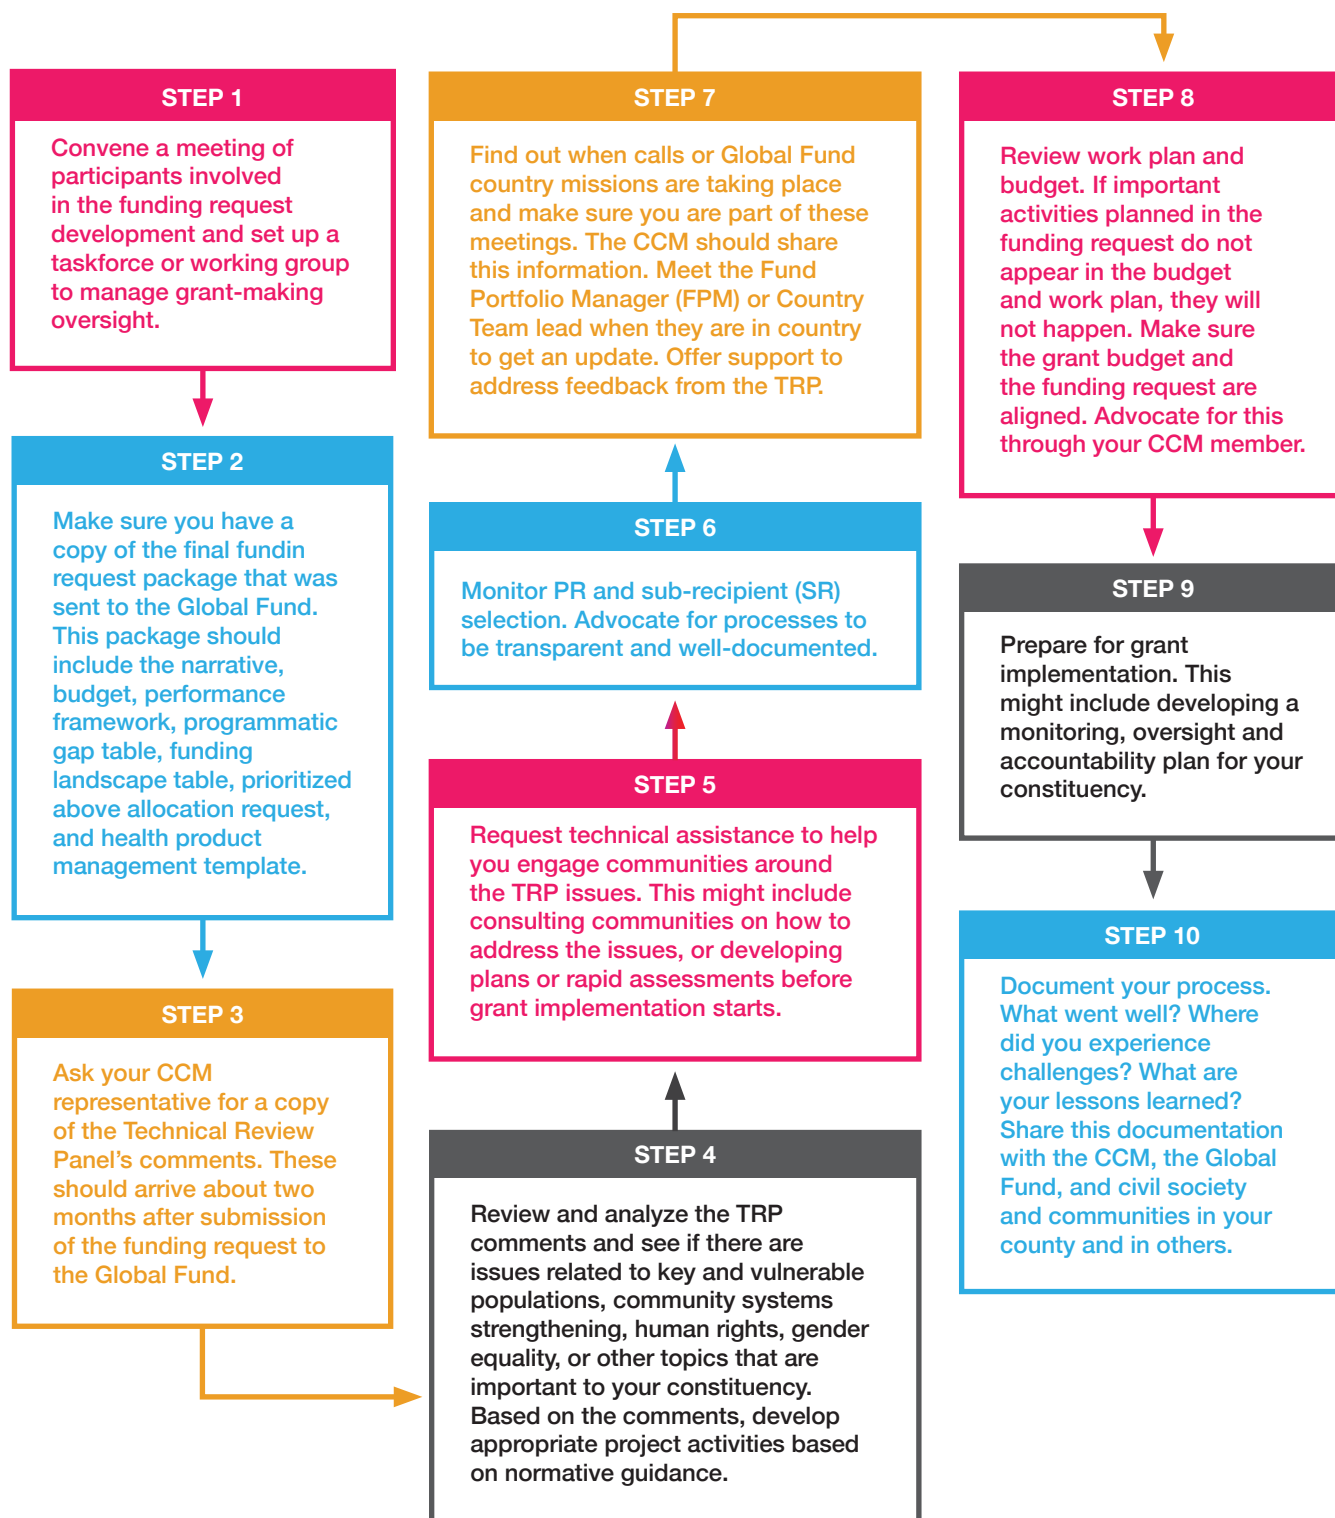 STEP 1
Convene a meeting of
participants involved
in the funding request
development and set up a
taskforce or working group
to manage grant-making
oversight.
STEP 2
Make sure you have a
copy of the final fundin
request package that was
sent to the Global Fund.
This package should
include the narrative,
budget, performance
framework, programmatic
gap table, funding
landscape table, prioritized
above allocation request,
and health product
management template.
STEP 3
Ask your CCM
representative for a copy
of the Technical Review
Panel’s comments. These
should arrive about two
months after submission
of the funding request to
the Global Fund.
STEP 4
Review and analyze the TRP
comments and see if there are
issues related to key and vulnerable
populations, community systems
strengthening, human rights, gender
equality, or other topics that are
important to your constituency.
Based on the comments, develop
appropriate project activities based
on normative guidance.
STEP 5
Request technical assistance to help
you engage communities around
the TRP issues. This might include
consulting communities on how to
address the issues, or developing
plans or rapid assessments before
grant implementation starts.
STEP 6
Monitor PR and sub-recipient (SR)
selection. Advocate for processes to
be transparent and well-documented.
STEP 7
Find out when calls or Global Fund
country missions are taking place
and make sure you are part of these
meetings. The CCM should share
this information. Meet the Fund
Portfolio Manager (FPM) or Country
Team lead when they are in country
to get an update. Offer support to
address feedback from the TRP.
STEP 8
Review work plan and
budget. If important
activities planned in the
funding request do not
appear in the budget
and work plan, they will
not happen. Make sure
the grant budget and
the funding request are
aligned. Advocate for this
through your CCM member.
STEP 9
Prepare for grant
implementation. This
might include developing a
monitoring, oversight and
accountability plan for your
constituency.
STEP 10
Document your process.
What went well? Where
did you experience
challenges? What are
your lessons learned?
Share this documentation
with the CCM, the Global
Fund, and civil society
and communities in your
county and in others.